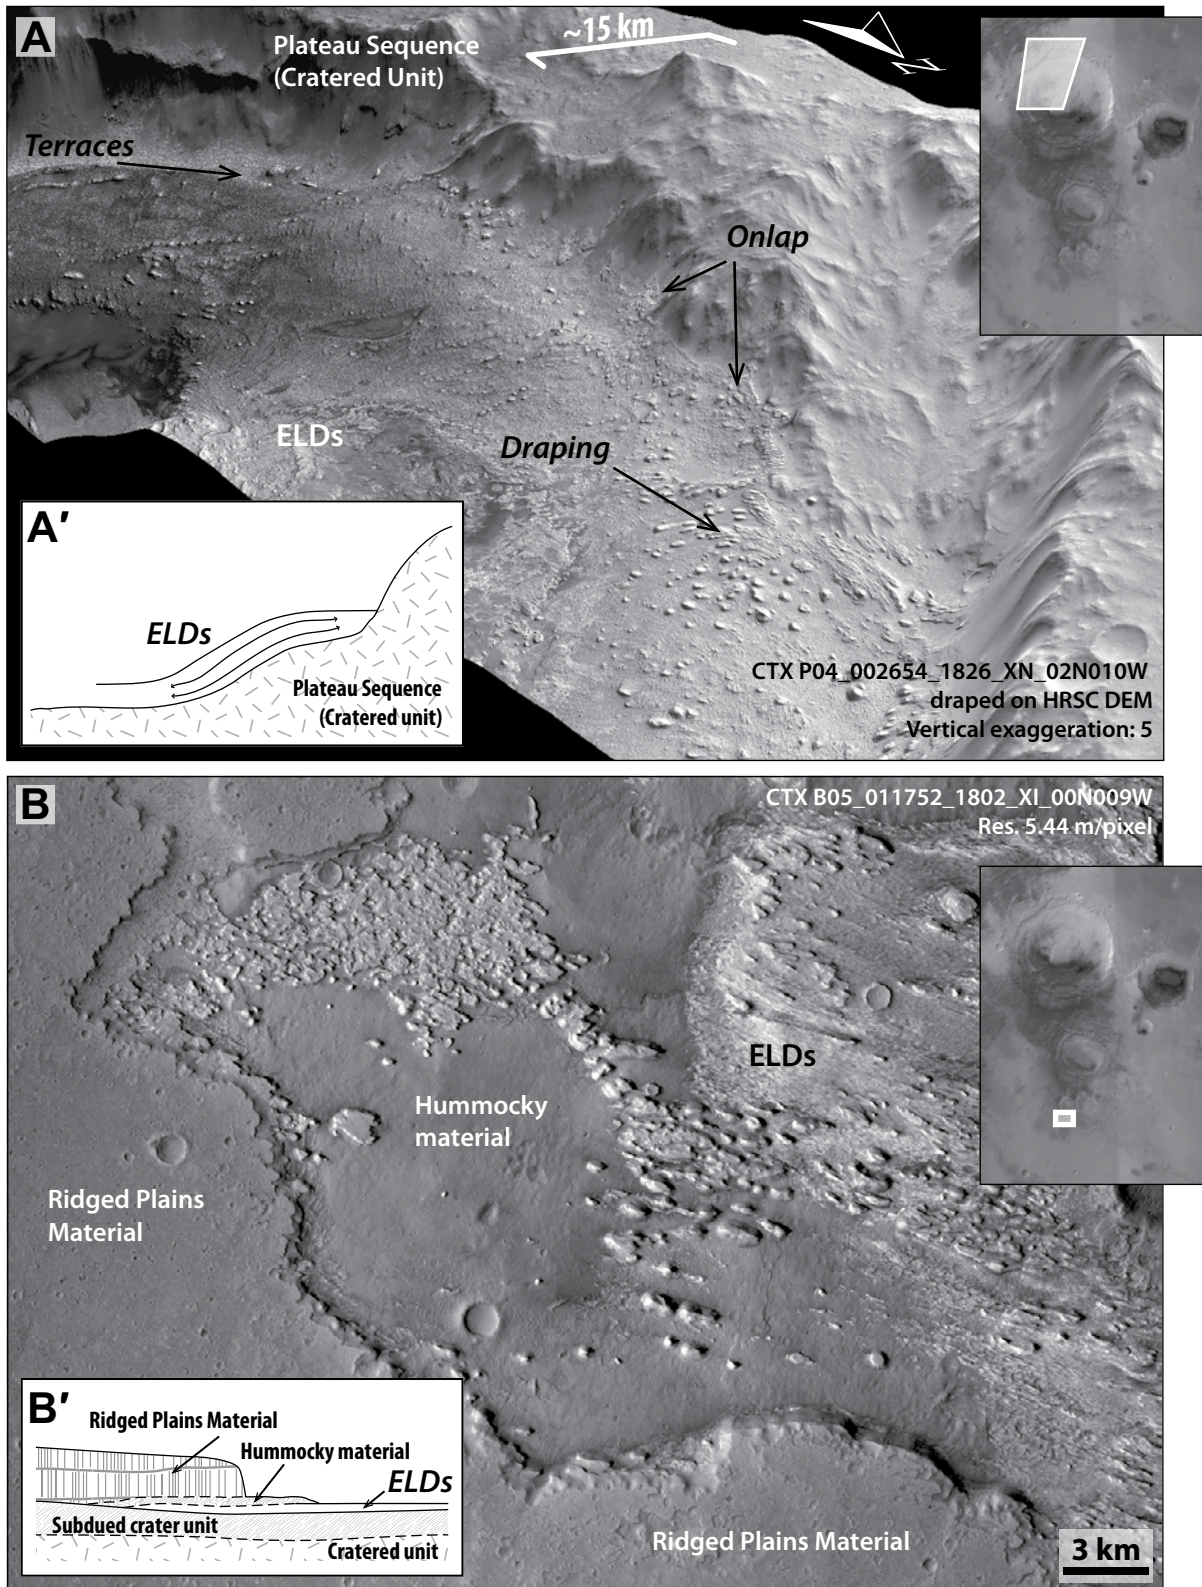 A
Plateau Sequence
(Cratered Unit)
~15 km
N
Terraces
Onlap
ELDs
Draping
A'
ELDs
Plateau Sequence
(Cratered unit)
CTX P04_002654_1826_XN_02N010W
draped on HRSC DEM
Vertical exaggeration: 5
B
CTX B05_011752_1802_XI_00N009W
Res. 5.44 m/pixel
ELDs
Hummocky
material
Ridged Plains
Material
B'
Ridged Plains Material
Hummocky material
ELDs
Subdued crater unit
Cratered unit
Ridged Plains Material
3 km